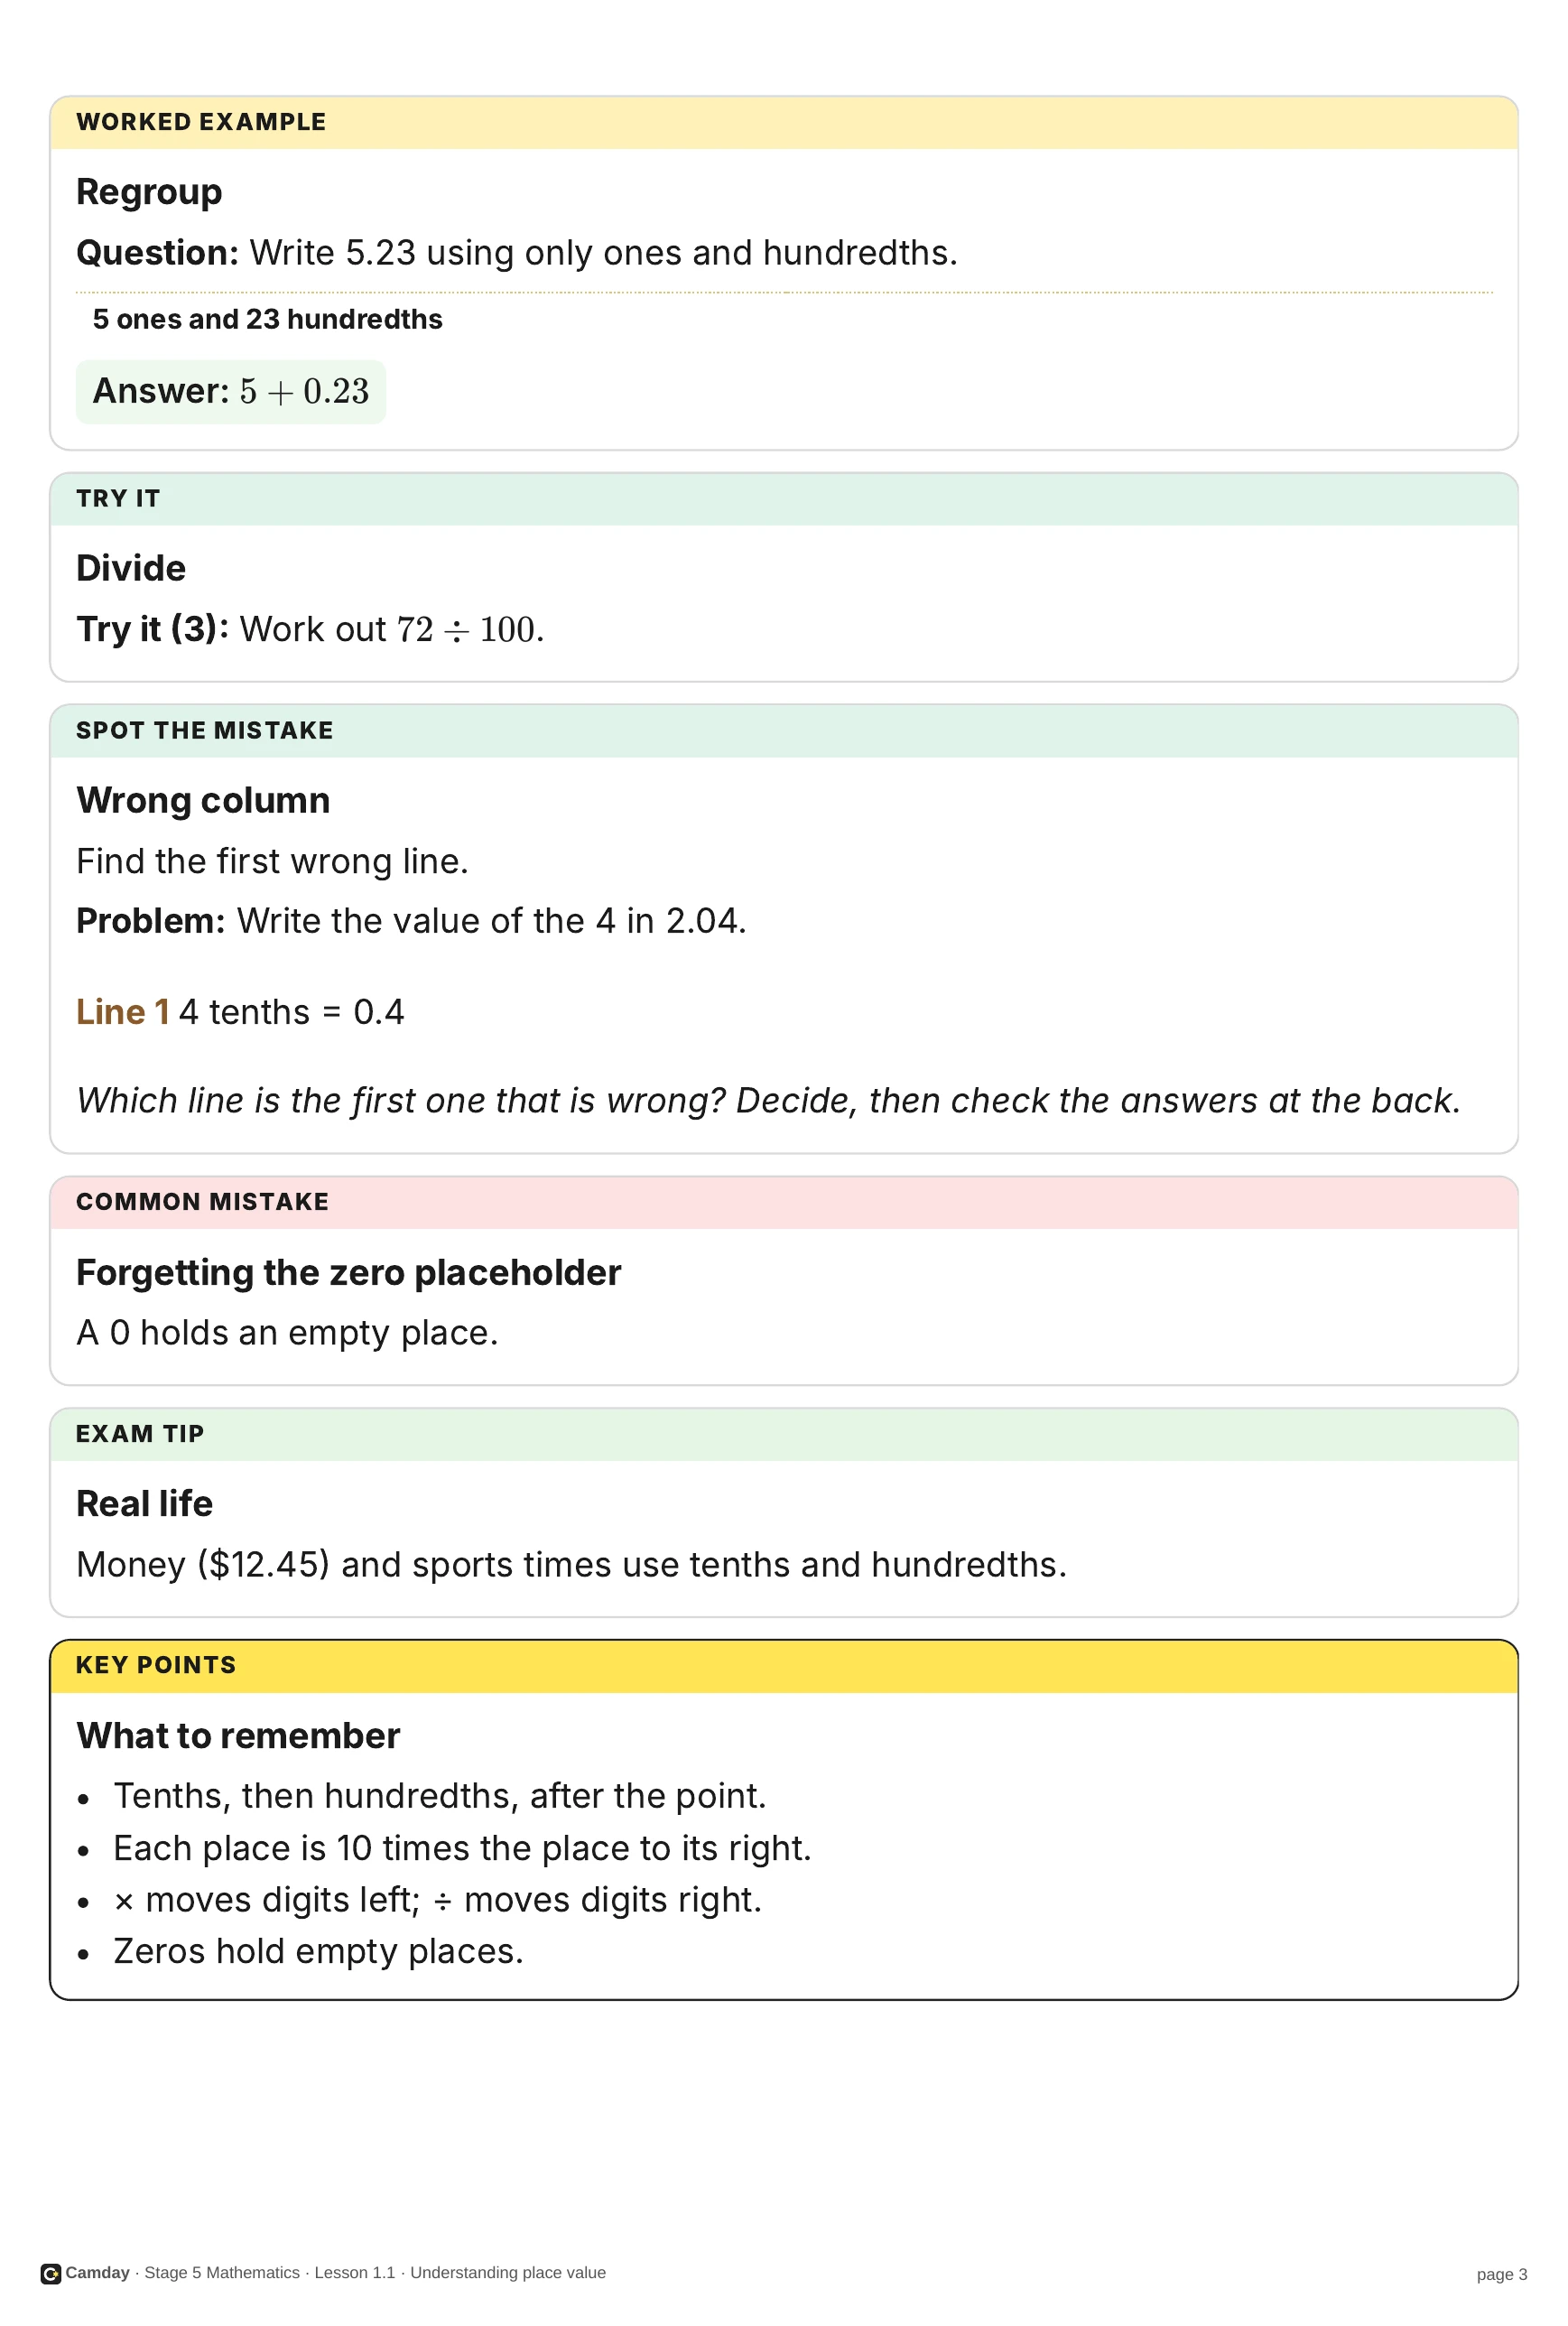 WORKED EXAMPLE
Regroup
Question: Write 5.23 using only ones and hundredths.
5 ones and 23 hundredths
Answer: 5 + 0.23
TRY IT
Divide
Try it (3): Work out 72 ÷ 100.
SPOT THE MISTAKE
Wrong column
Find the first wrong line.
Problem: Write the value of the 4 in 2.04.
Line 1 4 tenths = 0.4
Which line is the first one that is wrong? Decide, then check the answers at the back.
COMMON MISTAKE
Forgetting the zero placeholder
A 0 holds an empty place.
EXAM TIP
Real life
Money ($12.45) and sports times use tenths and hundredths.
KEY POINTS
What to remember
• Tenths, then hundredths, after the point.
• Each place is 10 times the place to its right.
• × moves digits left; ÷ moves digits right.
• Zeros hold empty places.
Camday · Stage 5 Mathematics · Lesson 1.1 · Understanding place value
page 3